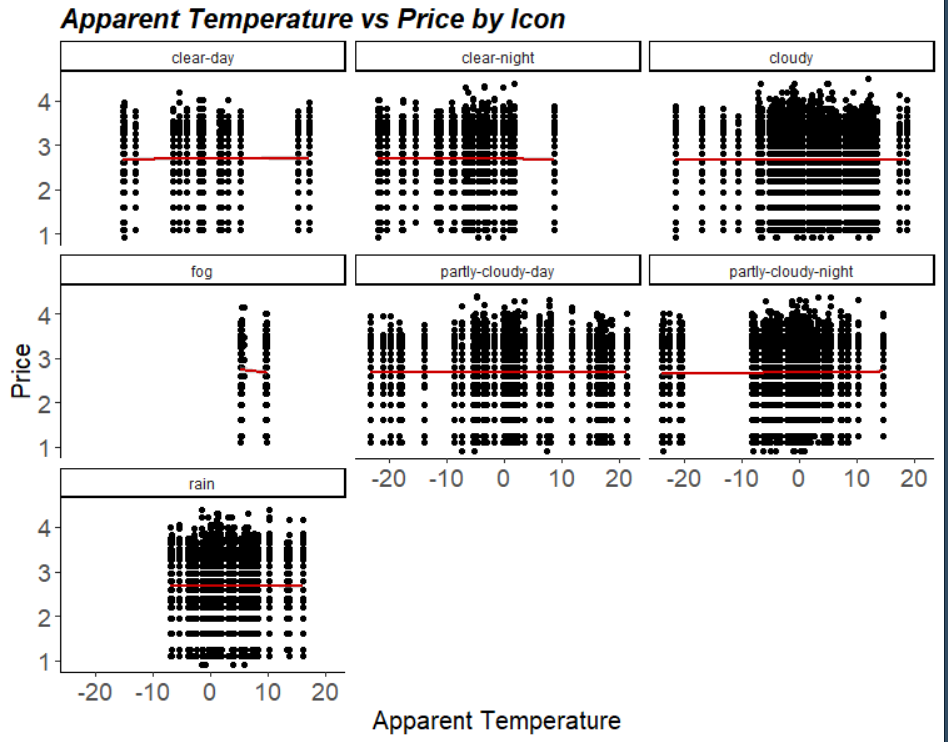 Apparent Temperature vs Price by Icon
clear-day
clear-night
cloudy
4
3
2
1
fog
partly-cloudy-day
partly-cloudy-night
4
3
2
1
Price
-20 -10 0 10 20
-20 -10 0 10 20
rain
4
3
2
1
-20 -10 0 10 20
Apparent Temperature